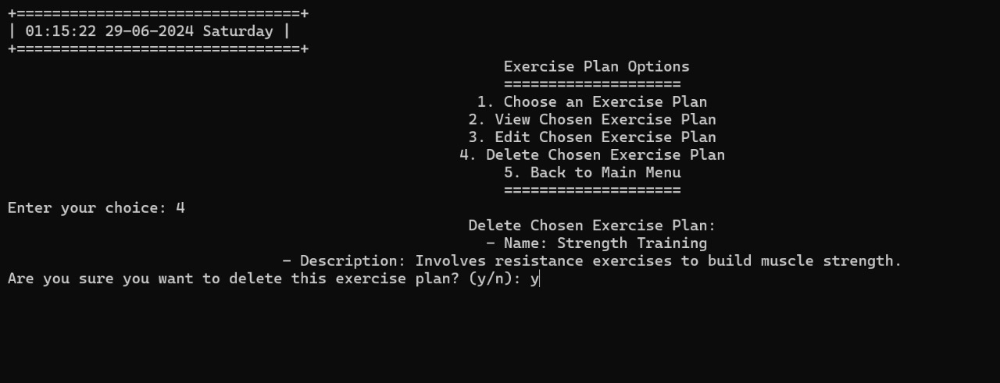 +================================+
| 01:15:22 29-06-2024 Saturday |
+================================+
Exercise Plan Options
====================
1. Choose an Exercise Plan
2. View Chosen Exercise Plan
3. Edit Chosen Exercise Plan
4. Delete Chosen Exercise Plan
5. Back to Main Menu
====================
Enter your choice: 4
Delete Chosen Exercise Plan:
- Name: Strength Training
- Description: Involves resistance exercises to build muscle strength.
Are you sure you want to delete this exercise plan? (y/n): y